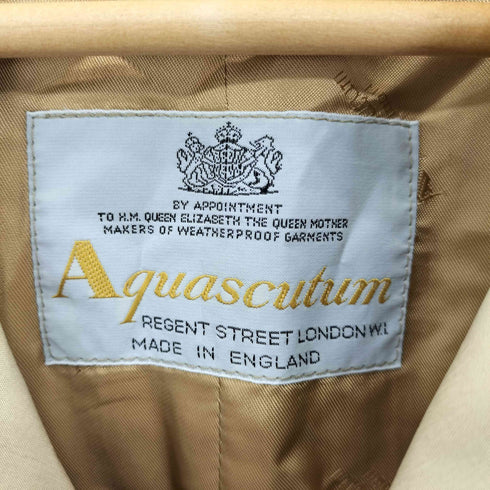 BY APPOINTMENT
TO H.M. QUEEN ELIZABETH THE QUEEN MOTHER
MAKERS OF WEATHERPROOF GARMENTS
Aquascutum
REGENT STREET LONDON W.1.
MADE IN ENGLAND